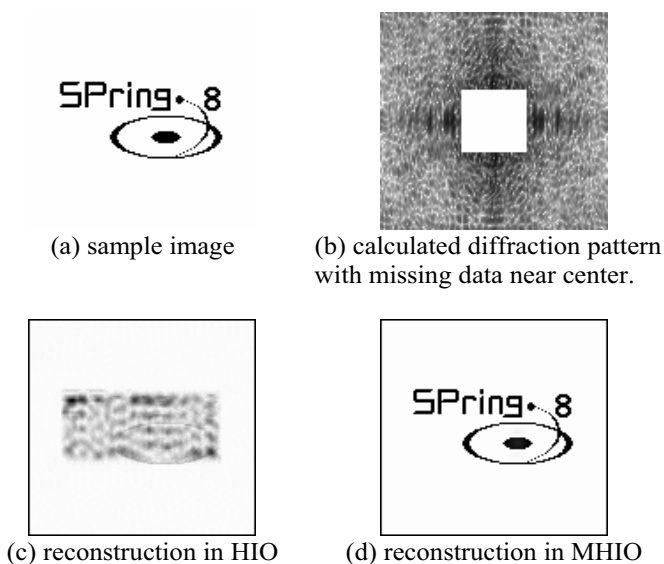 SPring 8
(a) sample image
(b) calculated diffraction pattern
with missing data near center.
SPring 8
(c) reconstruction in HIO
(d) reconstruction in MHIO